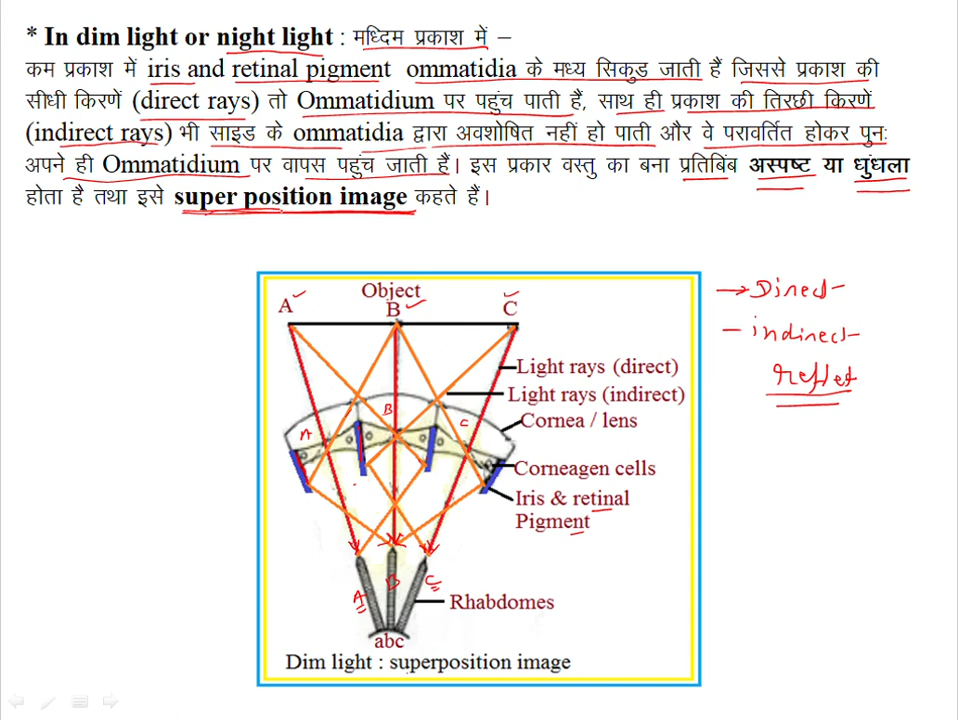 * In dim light or night light : मध्दिम प्रकाश में –
कम प्रकाश में iris and retinal pigment ommatidia के मध्य सिकुड जाती हैं जिससे प्रकाश की
सीधी किरणें (direct rays) तो Ommatidium पर पहुंच पाती हैं, साथ ही प्रकाश की तिरछी किरणें
(indirect rays) भी साइड के ommatidia द्वारा अवशोषित नहीं हो पाती और वे परावर्तित होकर पुनः
अपने ही Ommatidium पर वापस पहुंच जाती हैं। इस प्रकार वस्तु का बना प्रतिबिंब अस्पष्ट या धुंधला
होता है तथा इसे super position image कहते हैं।
Object
A B C
Light rays (direct)
Light rays (indirect)
Cornea / lens
Corneagen cells
Iris & retinal
Pigment
Rhabdomes
abc
Dim light : superposition image
A B C
A B C
→ Direct-
- indirect-
reflet